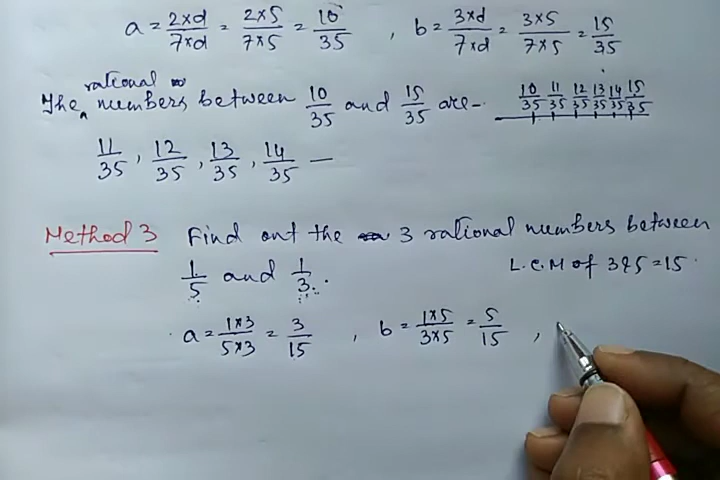 a = 2×d/7×d = 2×5/7×5 = 10/35 , b = 3×d/7×d = 3×5/7×5 = 15/35
The rational numbers between 10/35 and 15/35 are - 10/35 11/35 12/35 13/35 14/35 15/35
11/35 , 12/35 , 13/35 , 14/35 —
Method 3 Find out the 3 rational numbers between
1/5 and 1/3 . L.C.M of 3&5 = 15
a = 1×3/5×3 = 3/15 , b = 1×5/3×5 = 5/15 ,